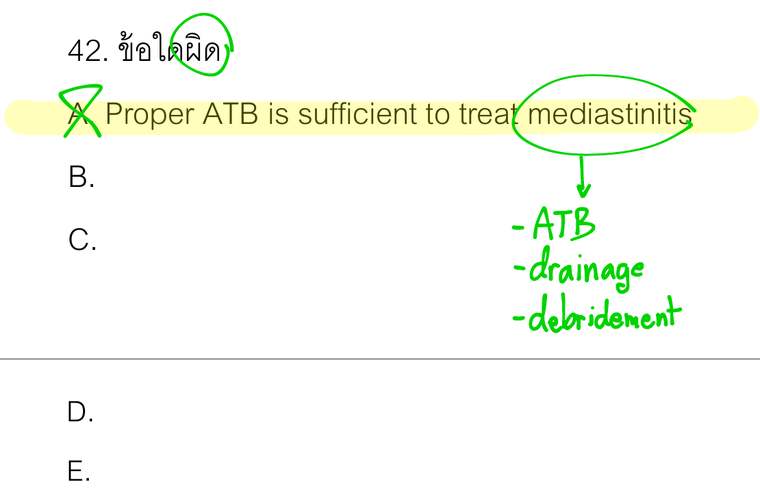 42. ข้อใดผิด
A. Proper ATB is sufficient to treat mediastinitis
B.
C.
- ATB
- drainage
- debridement
D.
E.